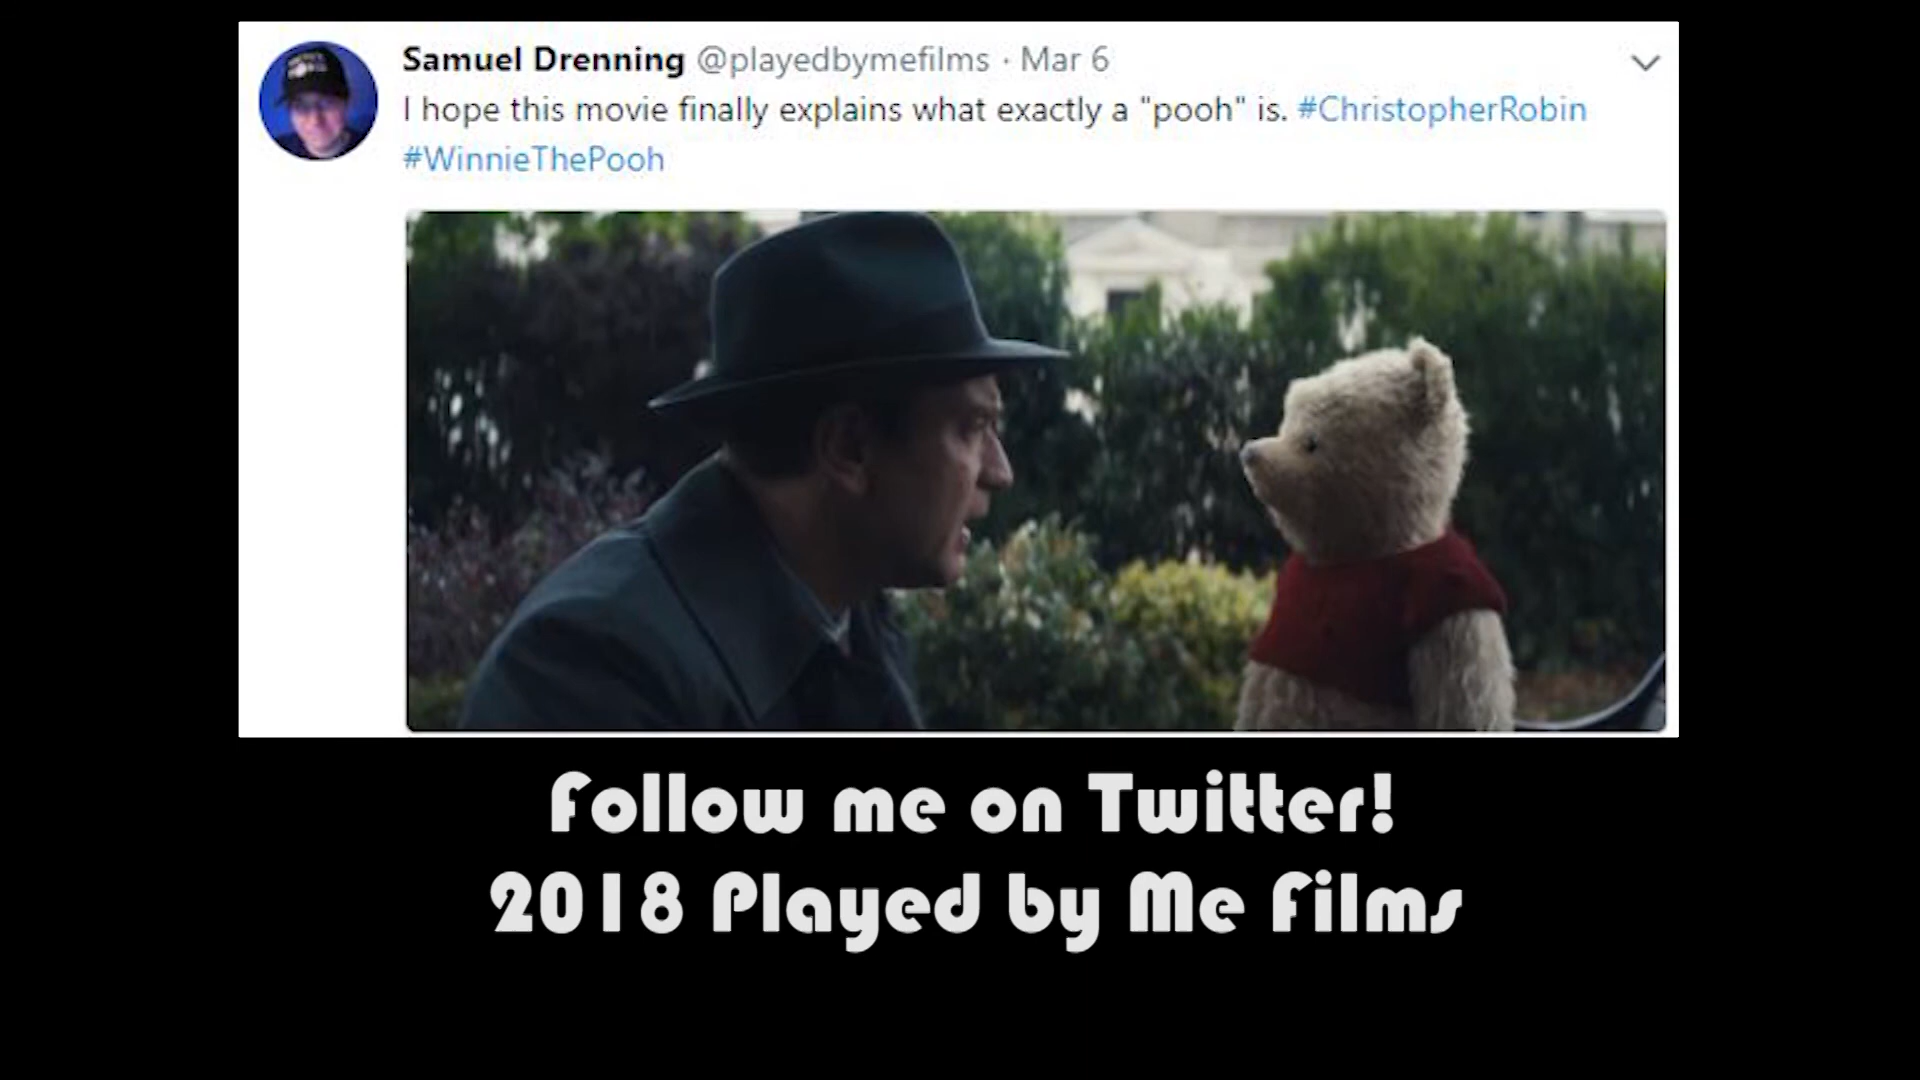 Samuel Drenning @playedbymefilms · Mar 6
I hope this movie finally explains what exactly a "pooh" is. #ChristopherRobin
#WinnieThePooh
Follow me on Twitter!
2018 Played by Me Films